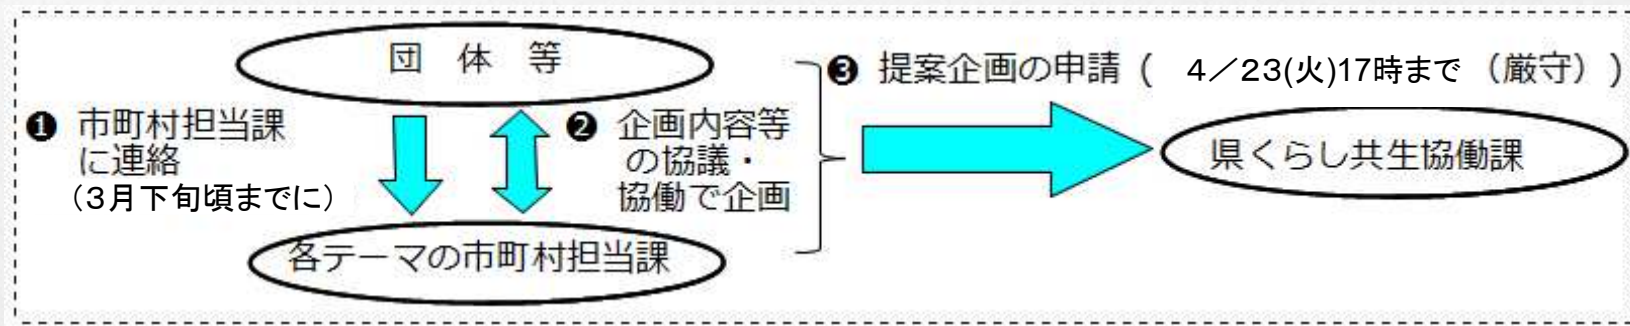 団　体　等
❶ 市町村担当課
に連絡
（３月下旬頃までに）
❷ 企画内容等
の協議・
協働で企画
各テーマの市町村担当課
❸ 提案企画の申請 （　４／２３(火)17時まで （厳守））
県くらし共生協働課